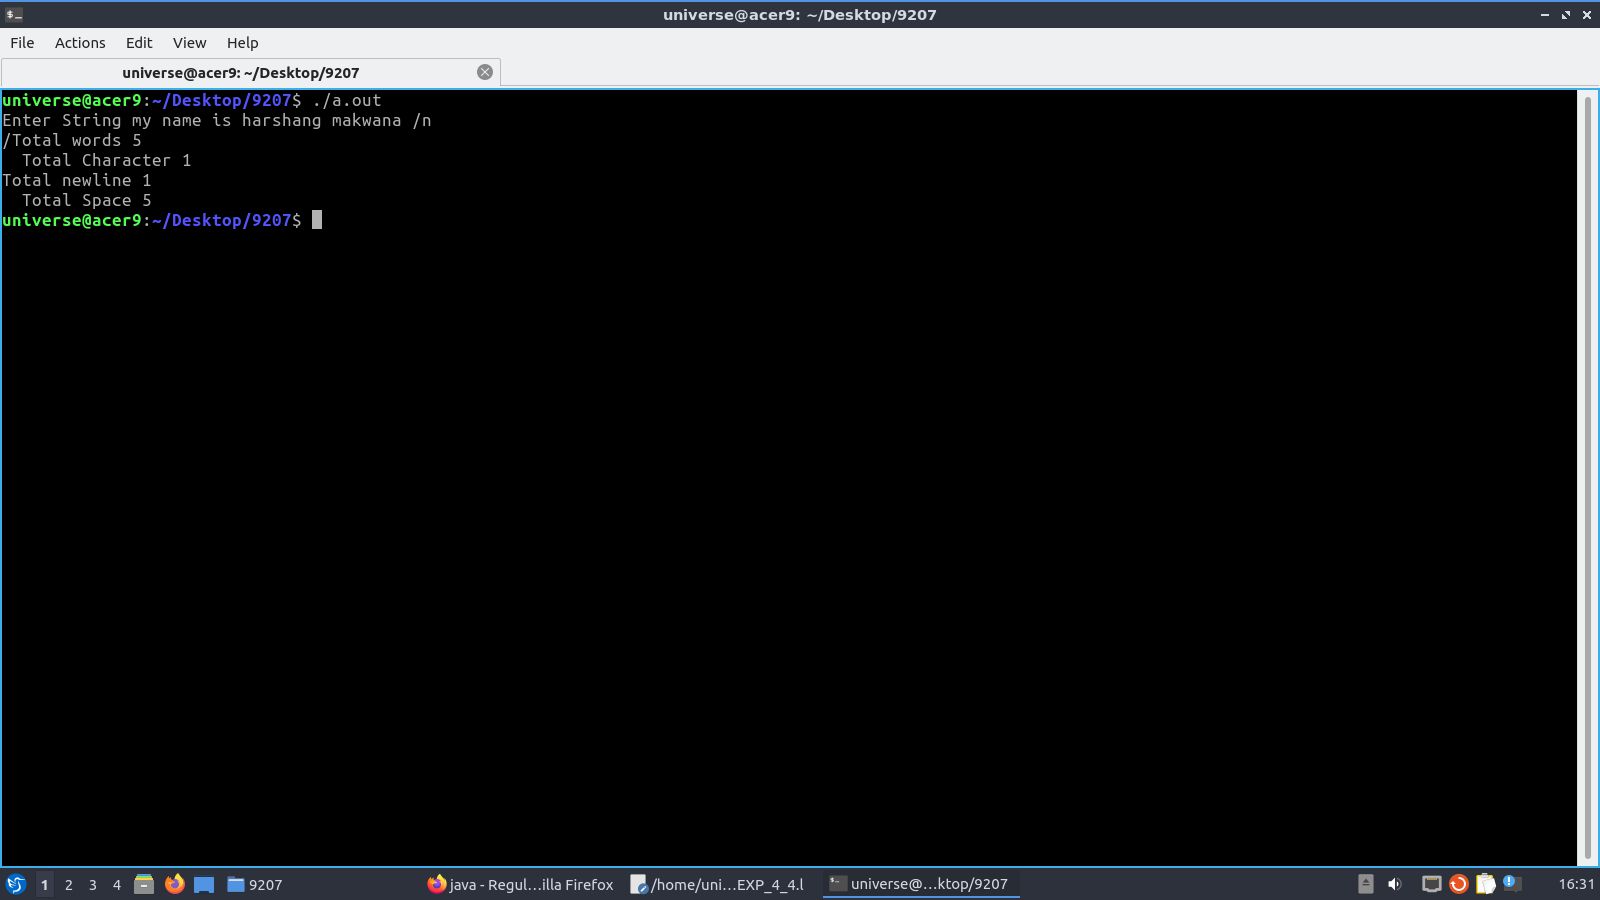 universe@acer9: ~/Desktop/9207
File Actions Edit View Help
universe@acer9: ~/Desktop/9207
universe@acer9:~/Desktop/9207$ ./a.out
Enter String my name is harshang makwana /n
/Total words 5
  Total Character 1
Total newline 1
  Total Space 5
universe@acer9:~/Desktop/9207$
1 2 3 4 9207 java - Regul...illa Firefox /home/uni...EXP_4_4.l universe@...ktop/9207 16:31